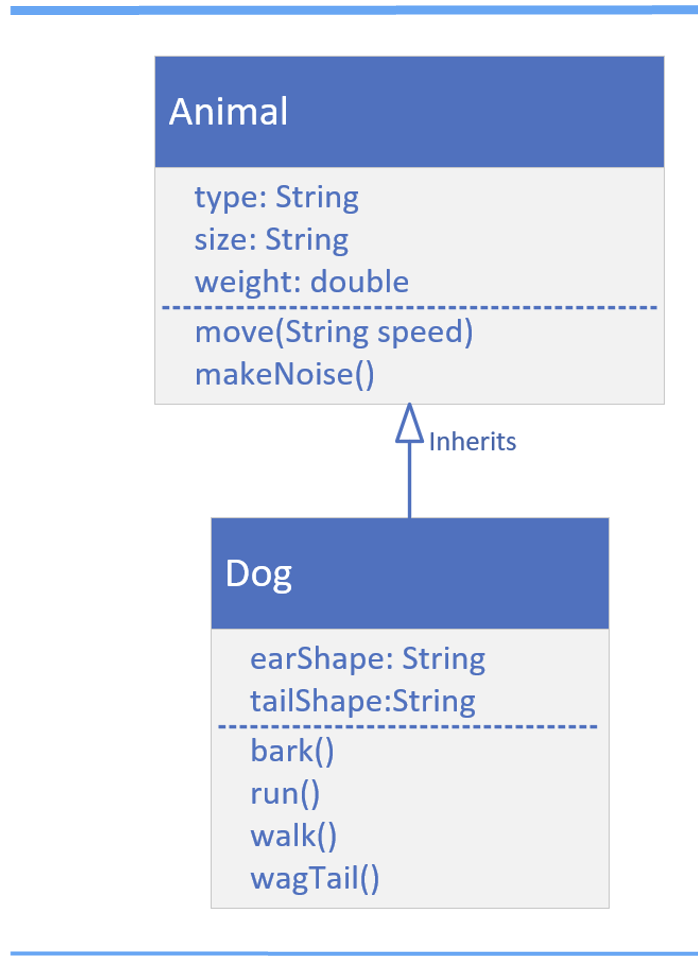 Animal
type: String
size: String
weight: double
move(String speed)
makeNoise()
Inherits
Dog
earShape: String
tailShape:String
bark()
run()
walk()
wagTail()